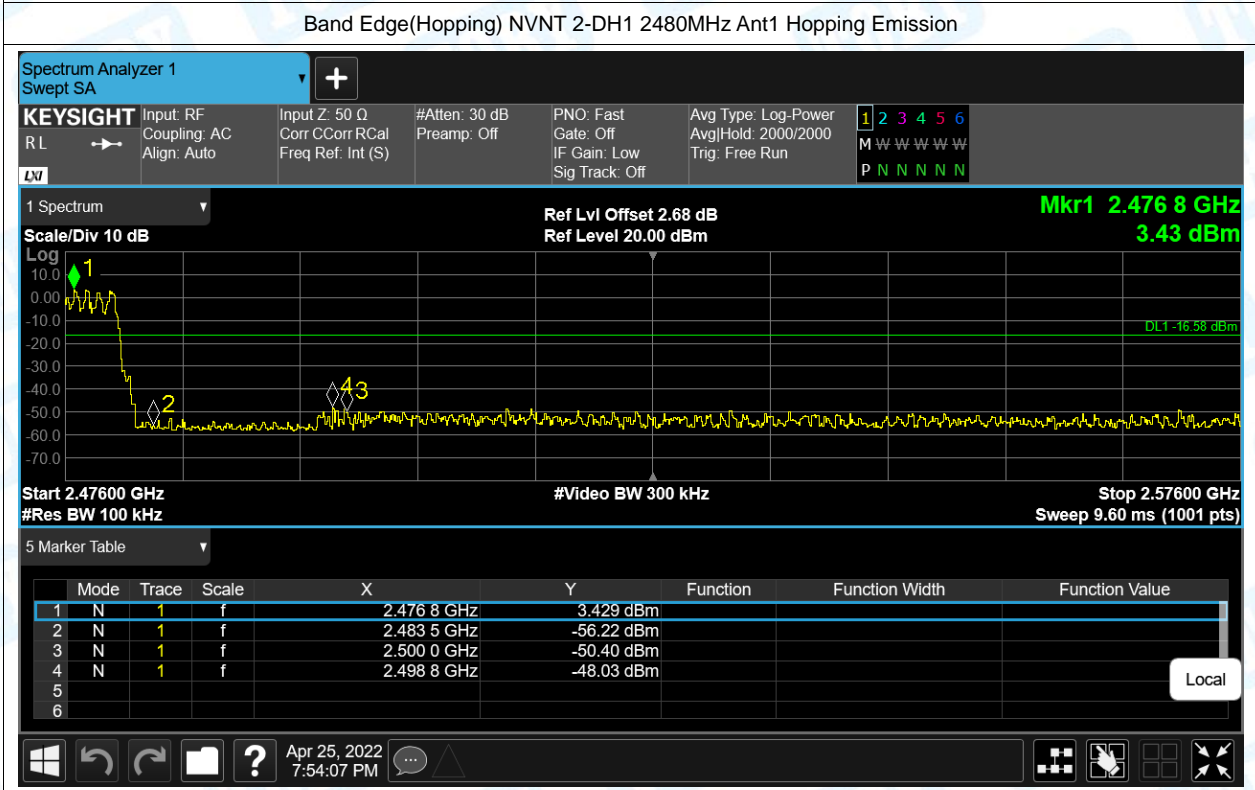 Band Edge(Hopping) NVNT 2-DH1 2480MHz Ant1 Hopping Emission
Spectrum Analyzer 1
Swept SA
KEYSIGHT
RL
LXI
Input: RF
Coupling: AC
Align: Auto
Input Z: 50 Ω
Corr CCorr RCal
Freq Ref: Int (S)
#Atten: 30 dB
Preamp: Off
PNO: Fast
Gate: Off
IF Gain: Low
Sig Track: Off
Avg Type: Log-Power
Avg|Hold: 2000/2000
Trig: Free Run
1 2 3 4 5 6
M W W W W W
P N N N N N
1 Spectrum
Scale/Div 10 dB
Ref Lvl Offset 2.68 dB
Ref Level 20.00 dBm
Mkr1 2.476 8 GHz
3.43 dBm
Log
10.0
0.00
-10.0
-20.0
-30.0
-40.0
-50.0
-60.0
-70.0
1
2
4 3
DL1 -16.58 dBm
Start 2.47600 GHz
#Res BW 100 kHz
#Video BW 300 kHz
Stop 2.57600 GHz
Sweep 9.60 ms (1001 pts)
5 Marker Table
Mode Trace Scale X Y Function Function Width Function Value
1 N 1 f 2.476 8 GHz 3.429 dBm
2 N 1 f 2.483 5 GHz -56.22 dBm
3 N 1 f 2.500 0 GHz -50.40 dBm
4 N 1 f 2.498 8 GHz -48.03 dBm
5
6
Local
?
Apr 25, 2022
7:54:07 PM